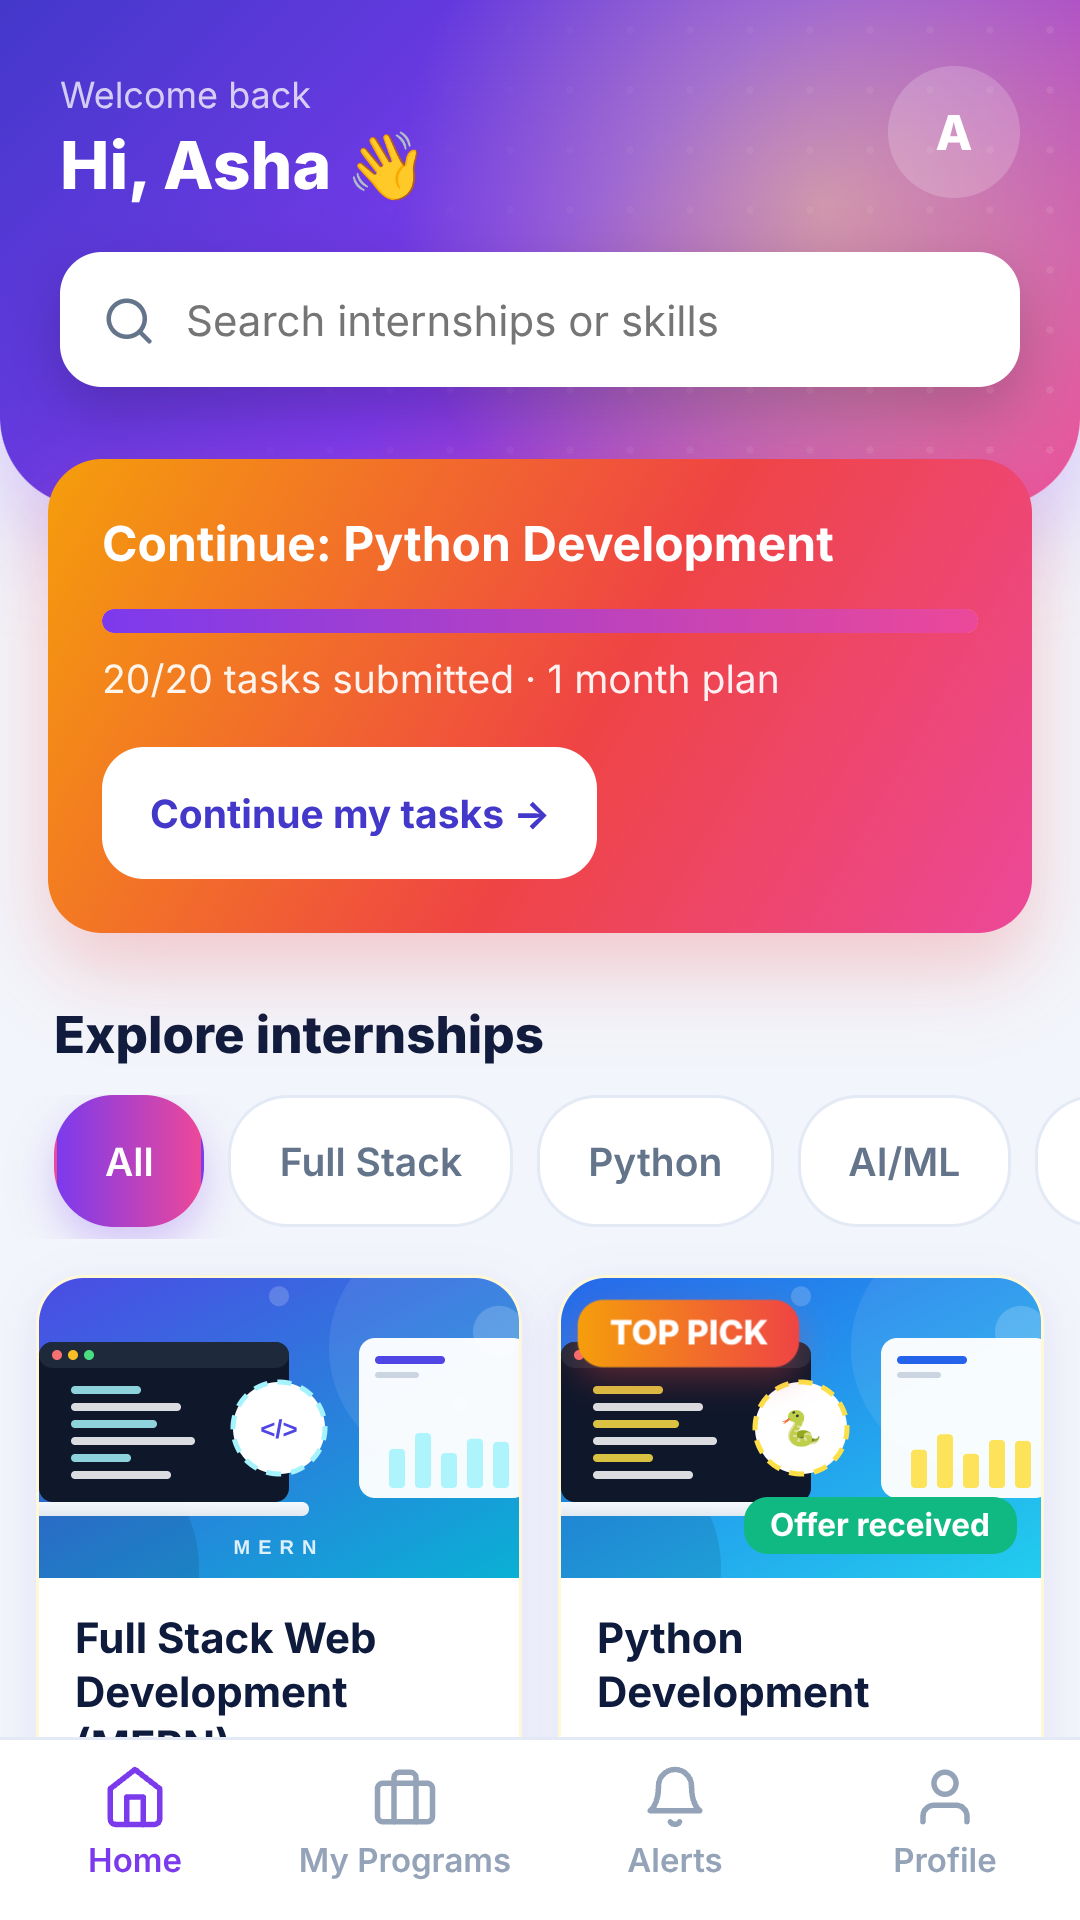 Welcome back
Hi, Asha 👋
A
Search internships or skills
Continue: Python Development
20/20 tasks submitted · 1 month plan
Continue my tasks →
Explore internships
All
Full Stack
Python
AI/ML
</>
MERN
TOP PICK
Offer received
Full Stack Web
Development
(MERN)
Python
Development
Home
My Programs
Alerts
Profile